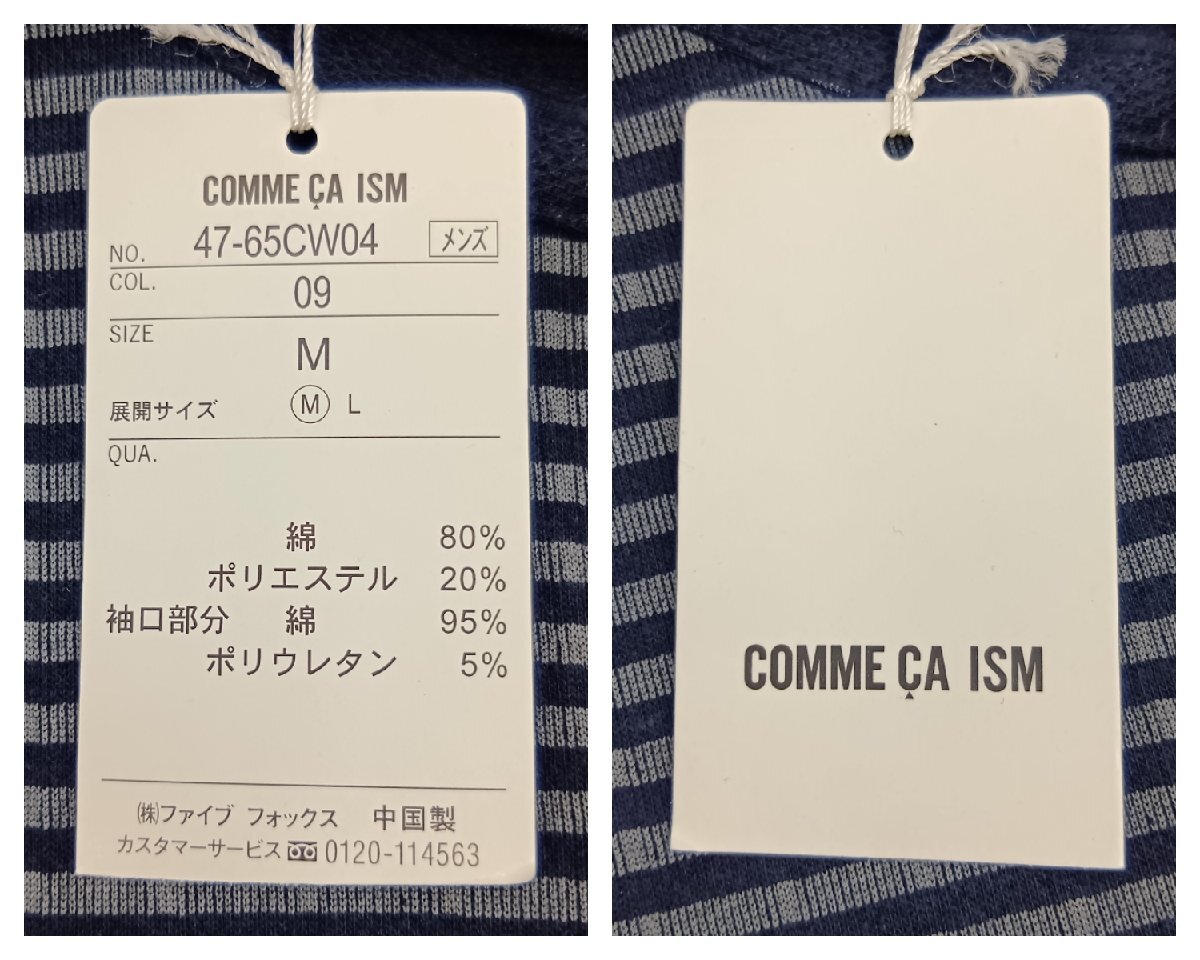 COMME ÇA ISM
NO. 47-65CW04 メンズ
COL. 09
SIZE M
展開サイズ Ⓜ L
QUA.
綿 80%
ポリエステル 20%
袖口部分 綿 95%
ポリウレタン 5%
㈱ファイブ フォックス 中国製
カスタマーサービス 0120-114563
COMME ÇA ISM